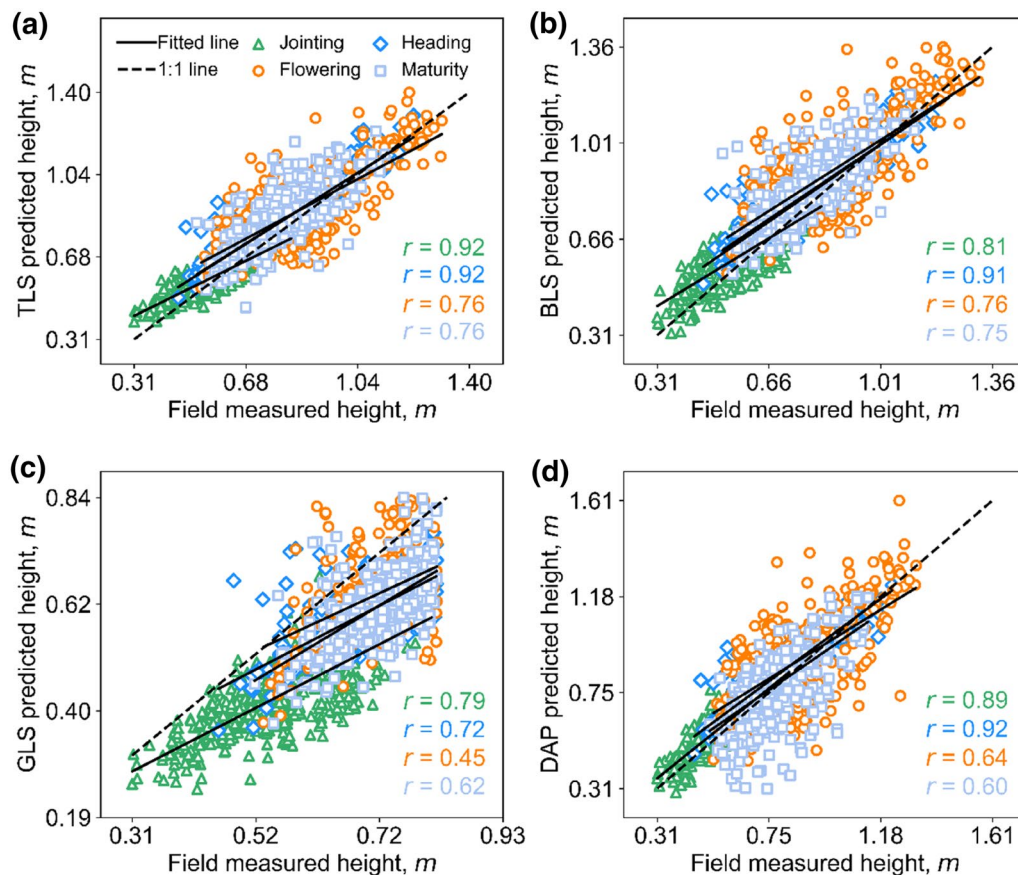 (a)
Fitted line Jointing Heading
1:1 line Flowering Maturity
TLS predicted height, m
1.40
1.04
0.68
0.31
r = 0.92
r = 0.92
r = 0.76
r = 0.76
0.31 0.68 1.04 1.40
Field measured height, m
(b)
BLS predicted height, m
1.36
1.01
0.66
0.31
r = 0.81
r = 0.91
r = 0.76
r = 0.75
0.31 0.66 1.01 1.36
Field measured height, m
(c)
GLS predicted height, m
0.84
0.62
0.40
0.19
r = 0.79
r = 0.72
r = 0.45
r = 0.62
0.31 0.52 0.72 0.93
Field measured height, m
(d)
DAP predicted height, m
1.61
1.18
0.75
0.31
r = 0.89
r = 0.92
r = 0.64
r = 0.60
0.31 0.75 1.18 1.61
Field measured height, m